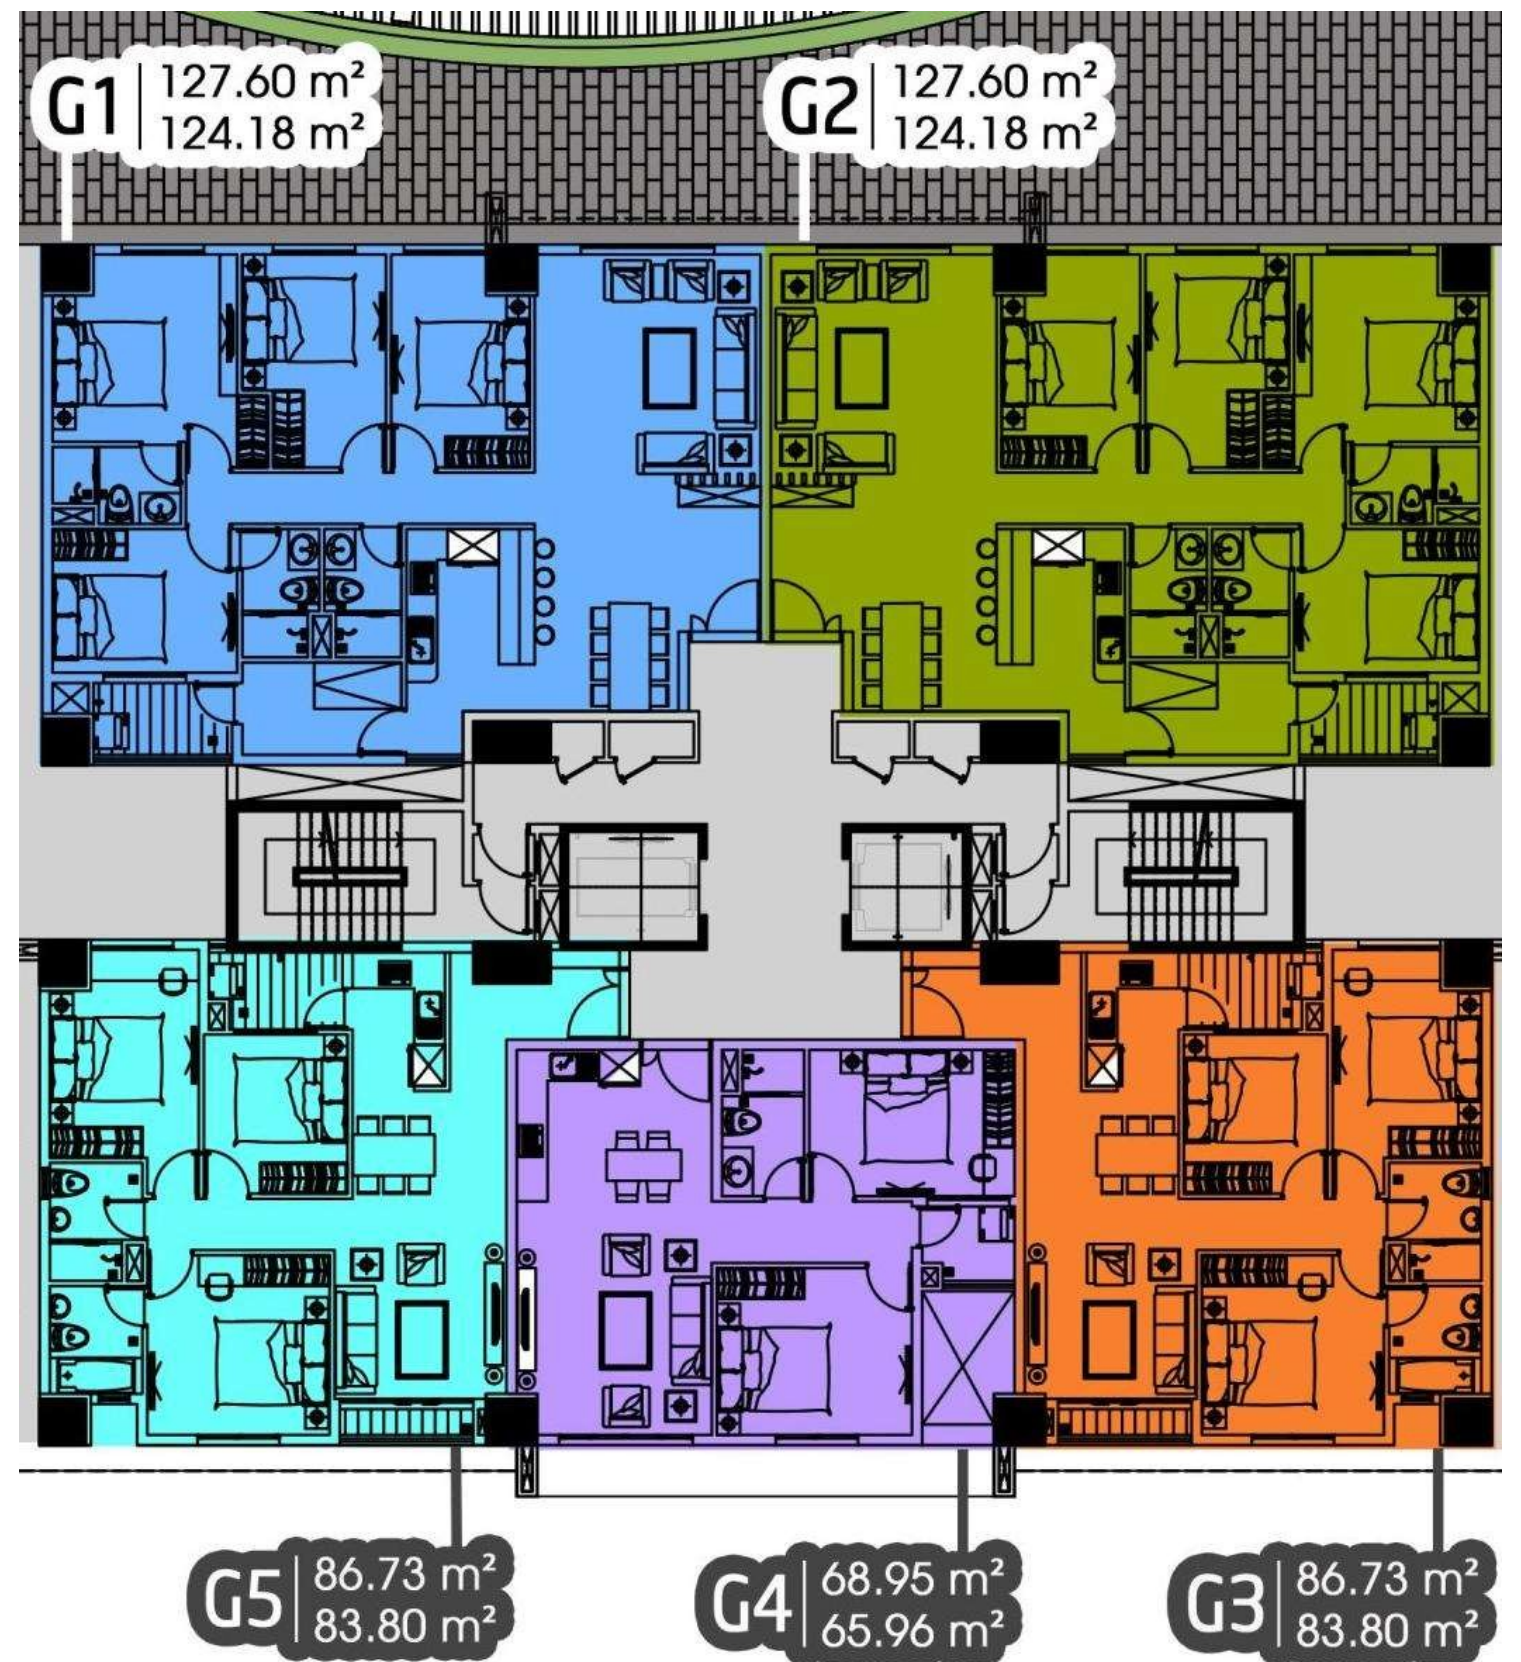 G1
127.60 m²
124.18 m²
G2
127.60 m²
124.18 m²
G5
86.73 m²
83.80 m²
G4
68.95 m²
65.96 m²
G3
86.73 m²
83.80 m²